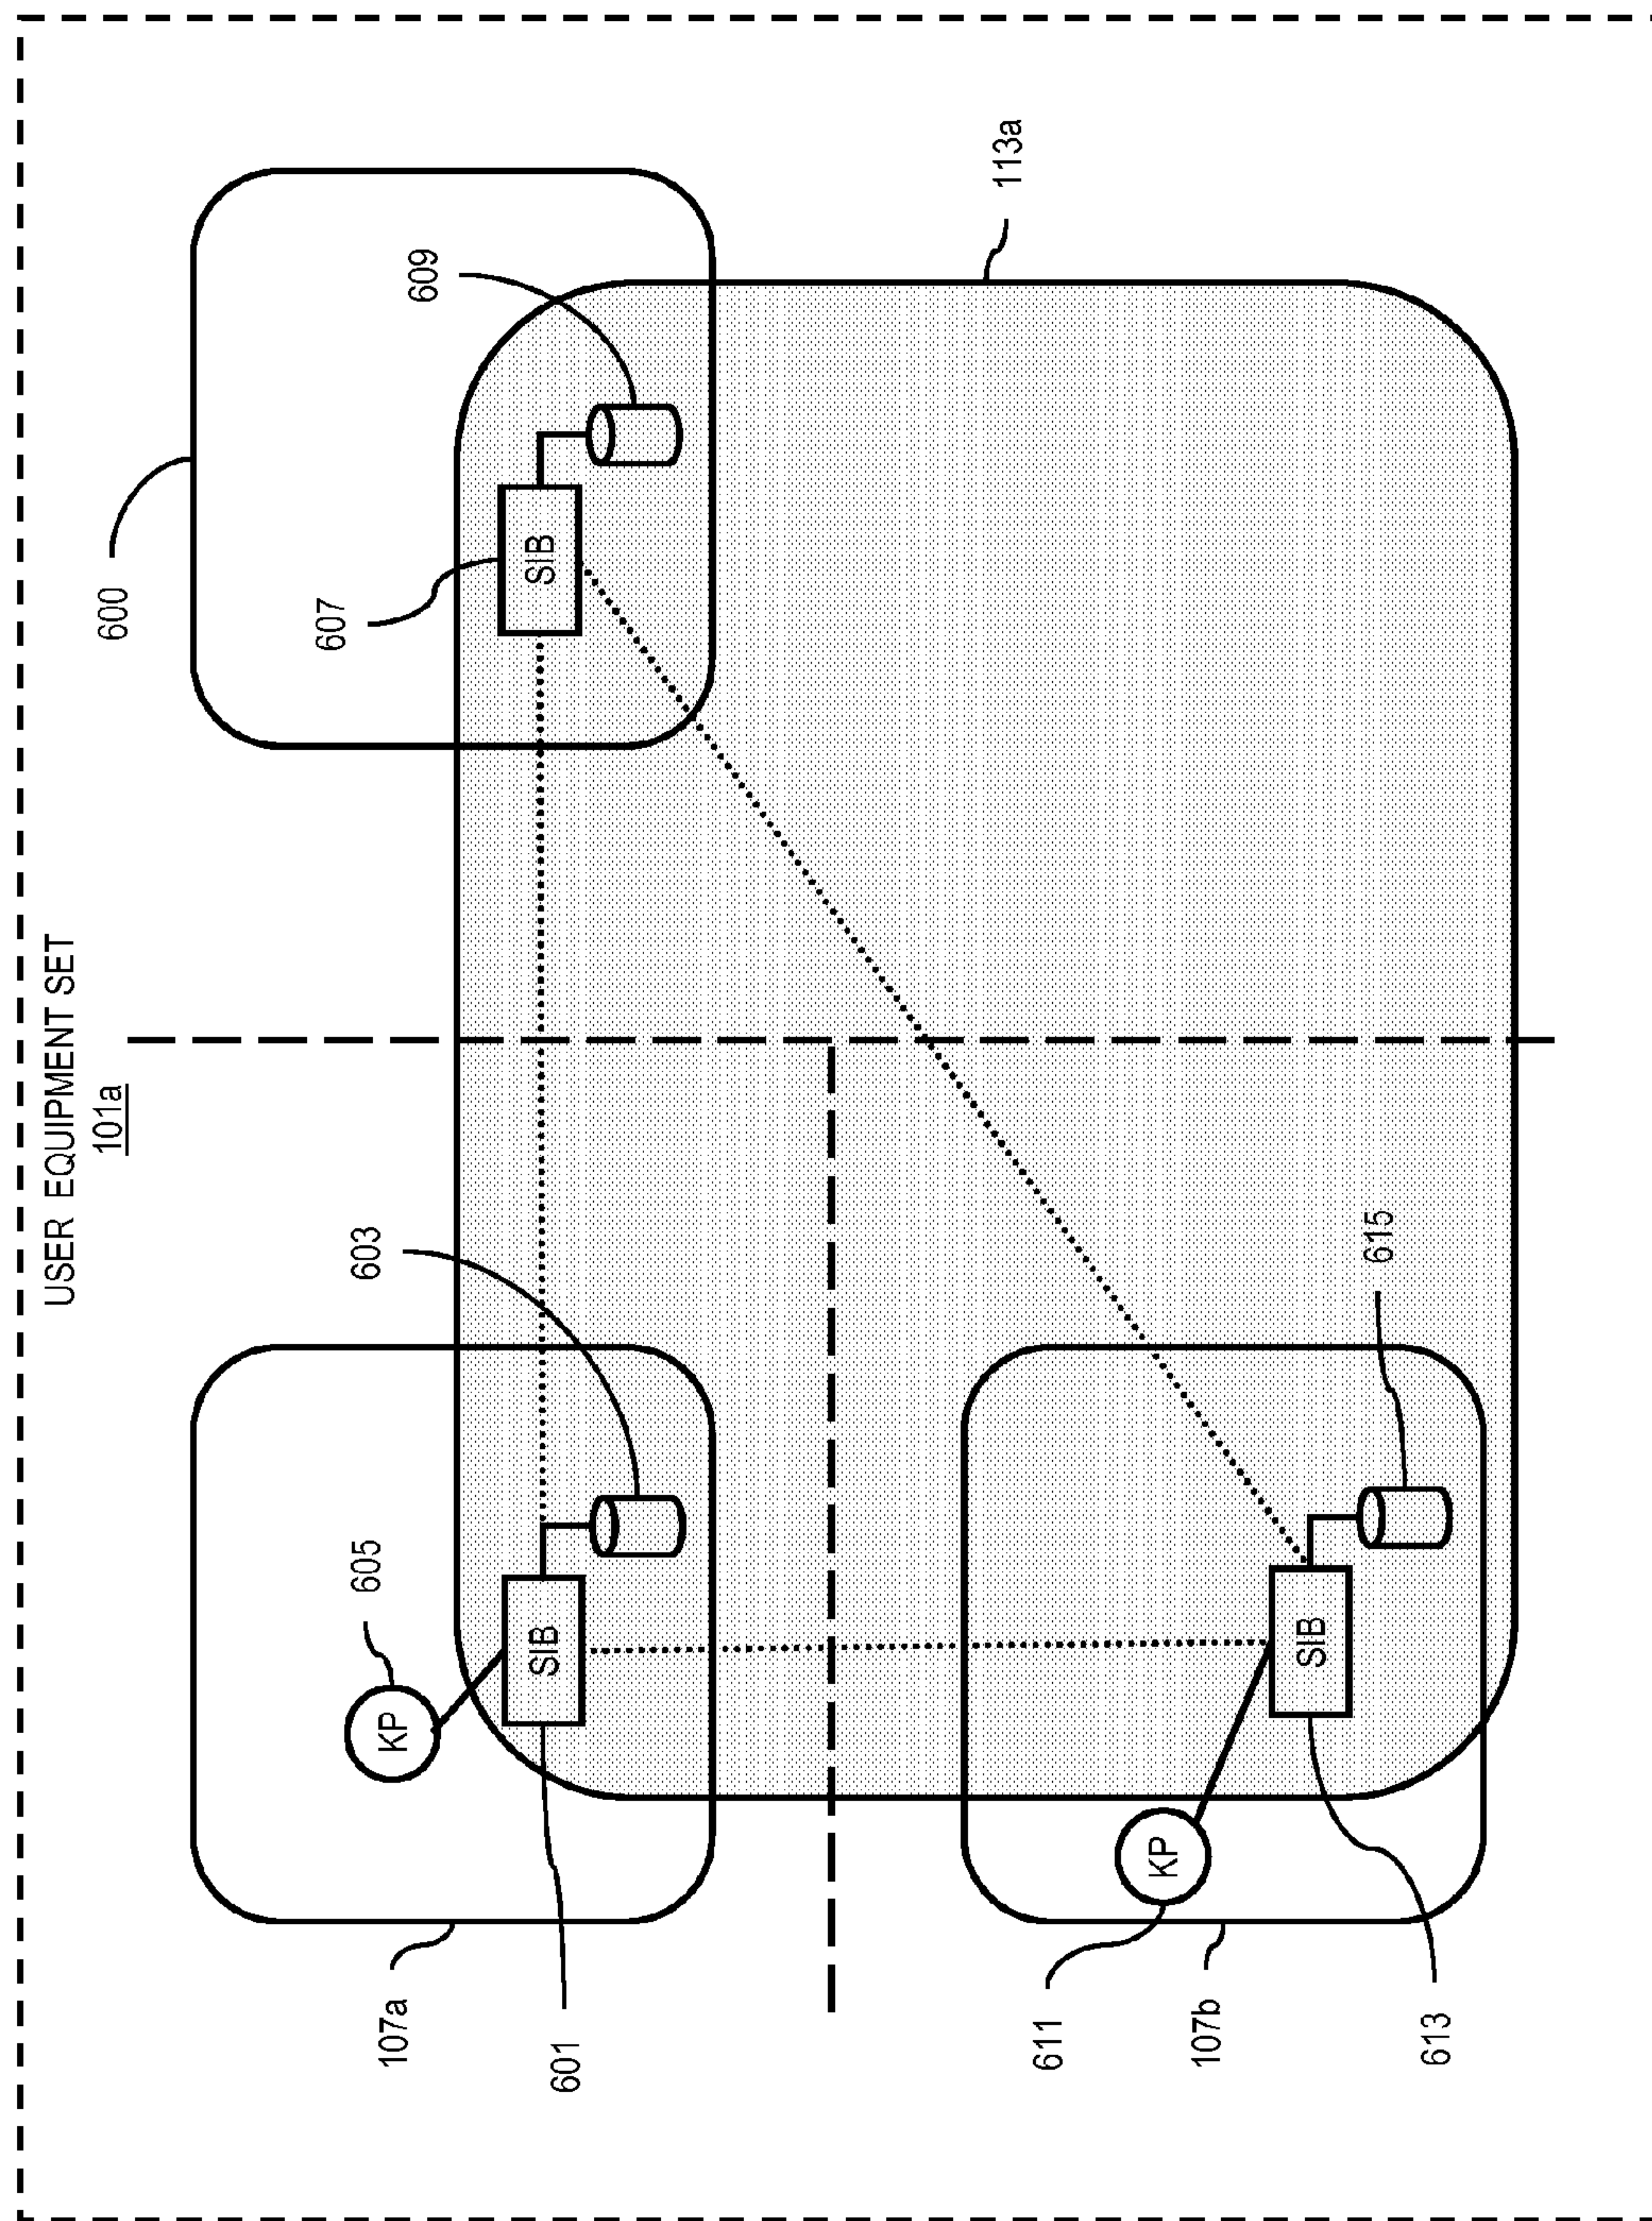 USER EQUIPMENT SET
101a
600
607
605
603
107a
KP
609
SIB
SIB
601
113a
611
KP
107b
SIB
615
613